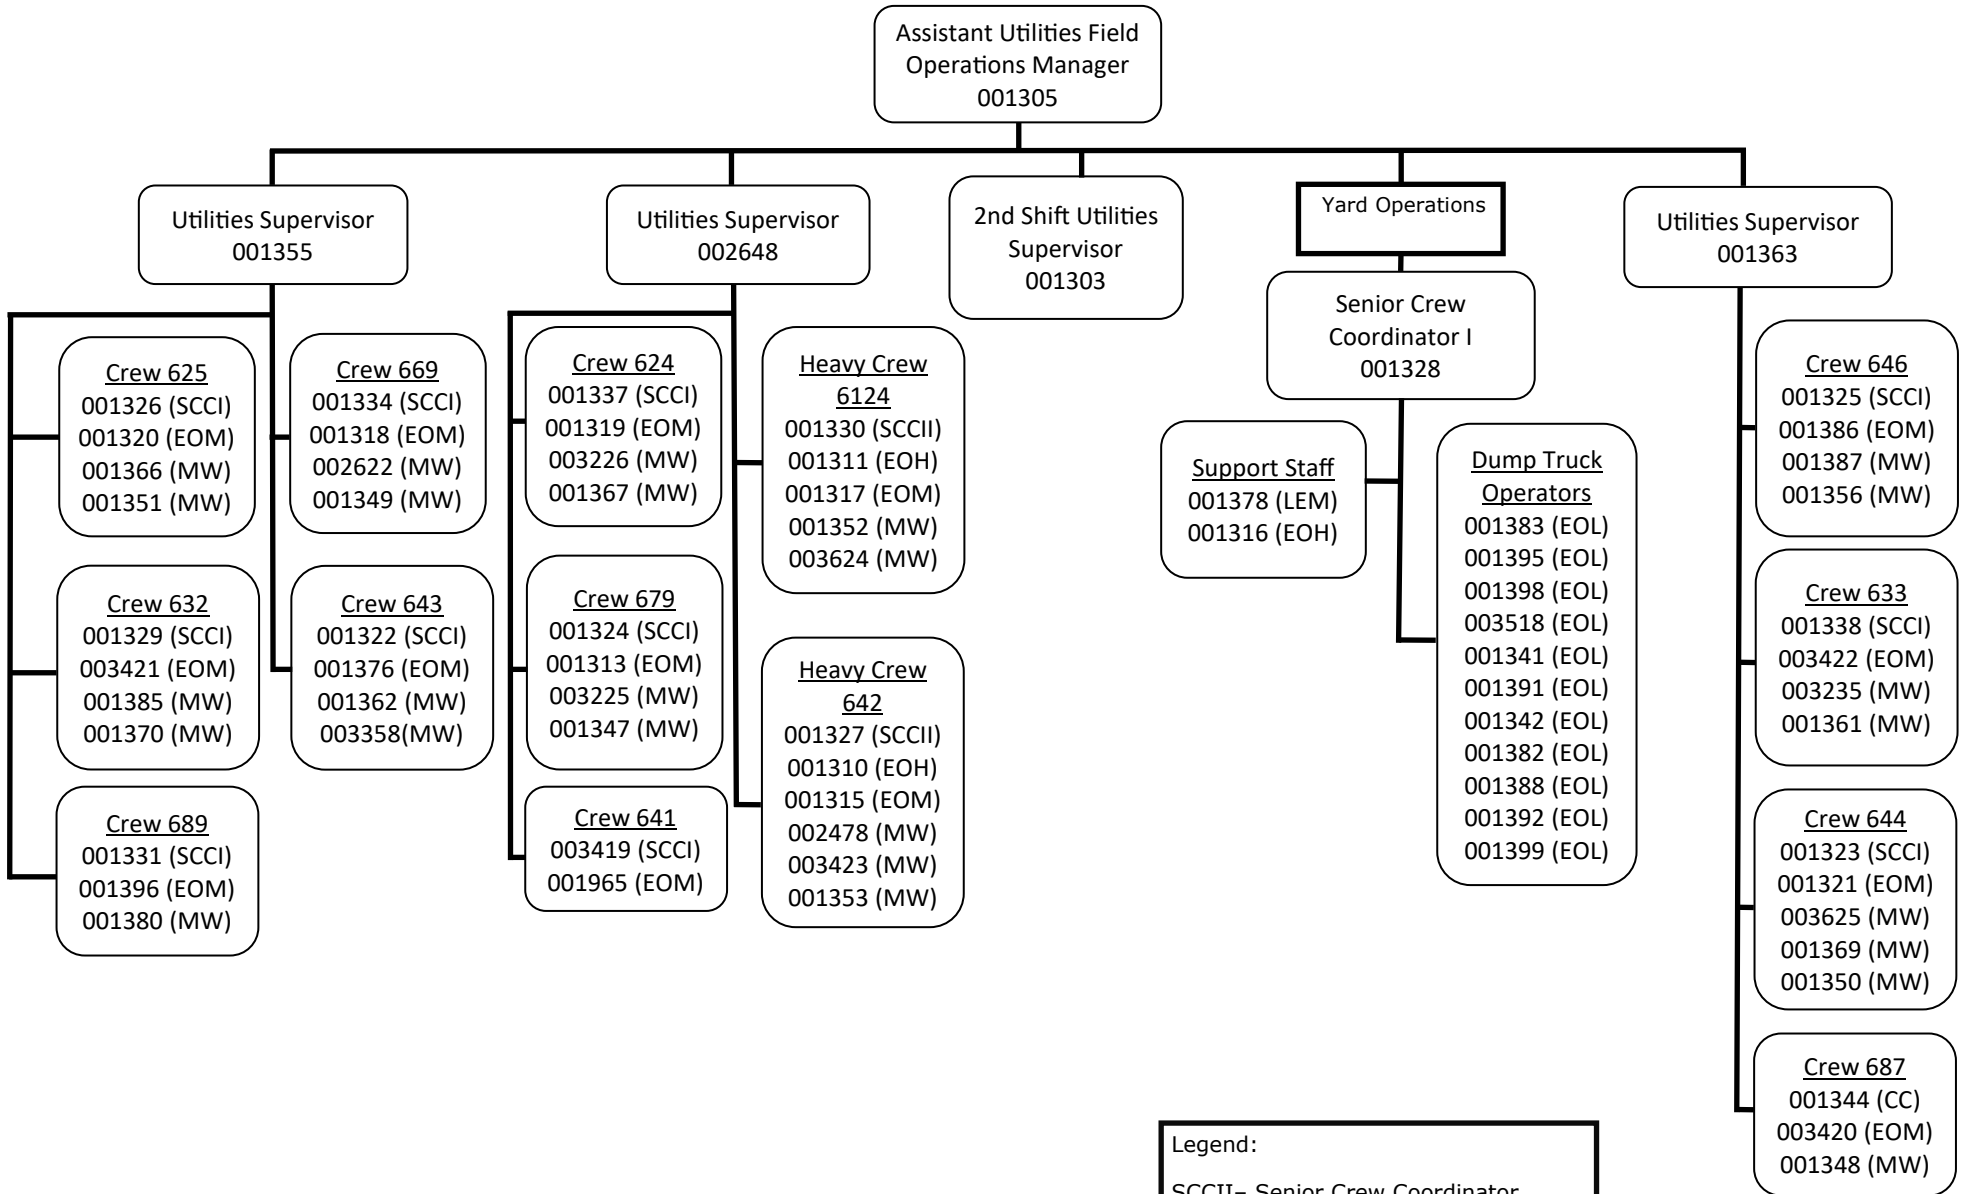 Assistant Utilities Field
Operations Manager
001305
Utilities Supervisor
001355
Utilities Supervisor
002648
2nd Shift Utilities
Supervisor
001303
Yard Operations
Utilities Supervisor
001363
Senior Crew
Coordinator I
001328
Crew 625
001326 (SCCI)
001320 (EOM)
001366 (MW)
001351 (MW)
Crew 669
001334 (SCCI)
001318 (EOM)
002622 (MW)
001349 (MW)
Crew 632
001329 (SCCI)
003421 (EOM)
001385 (MW)
001370 (MW)
Crew 643
001322 (SCCI)
001376 (EOM)
001362 (MW)
003358(MW)
Crew 689
001331 (SCCI)
001396 (EOM)
001380 (MW)
Crew 624
001337 (SCCI)
001319 (EOM)
003226 (MW)
001367 (MW)
Heavy Crew
6124
001330 (SCCII)
001311 (EOH)
001317 (EOM)
001352 (MW)
003624 (MW)
Crew 679
001324 (SCCI)
001313 (EOM)
003225 (MW)
001347 (MW)
Heavy Crew
642
001327 (SCCII)
001310 (EOH)
001315 (EOM)
002478 (MW)
003423 (MW)
001353 (MW)
Crew 641
003419 (SCCI)
001965 (EOM)
Support Staff
001378 (LEM)
001316 (EOH)
Dump Truck
Operators
001383 (EOL)
001395 (EOL)
001398 (EOL)
003518 (EOL)
001341 (EOL)
001391 (EOL)
001342 (EOL)
001382 (EOL)
001388 (EOL)
001392 (EOL)
001399 (EOL)
Crew 646
001325 (SCCI)
001386 (EOM)
001387 (MW)
001356 (MW)
Crew 633
001338 (SCCI)
003422 (EOM)
003235 (MW)
001361 (MW)
Crew 644
001323 (SCCI)
001321 (EOM)
003625 (MW)
001369 (MW)
001350 (MW)
Crew 687
001344 (CC)
003420 (EOM)
001348 (MW)
Legend:
SCCII– Senior Crew Coordinator